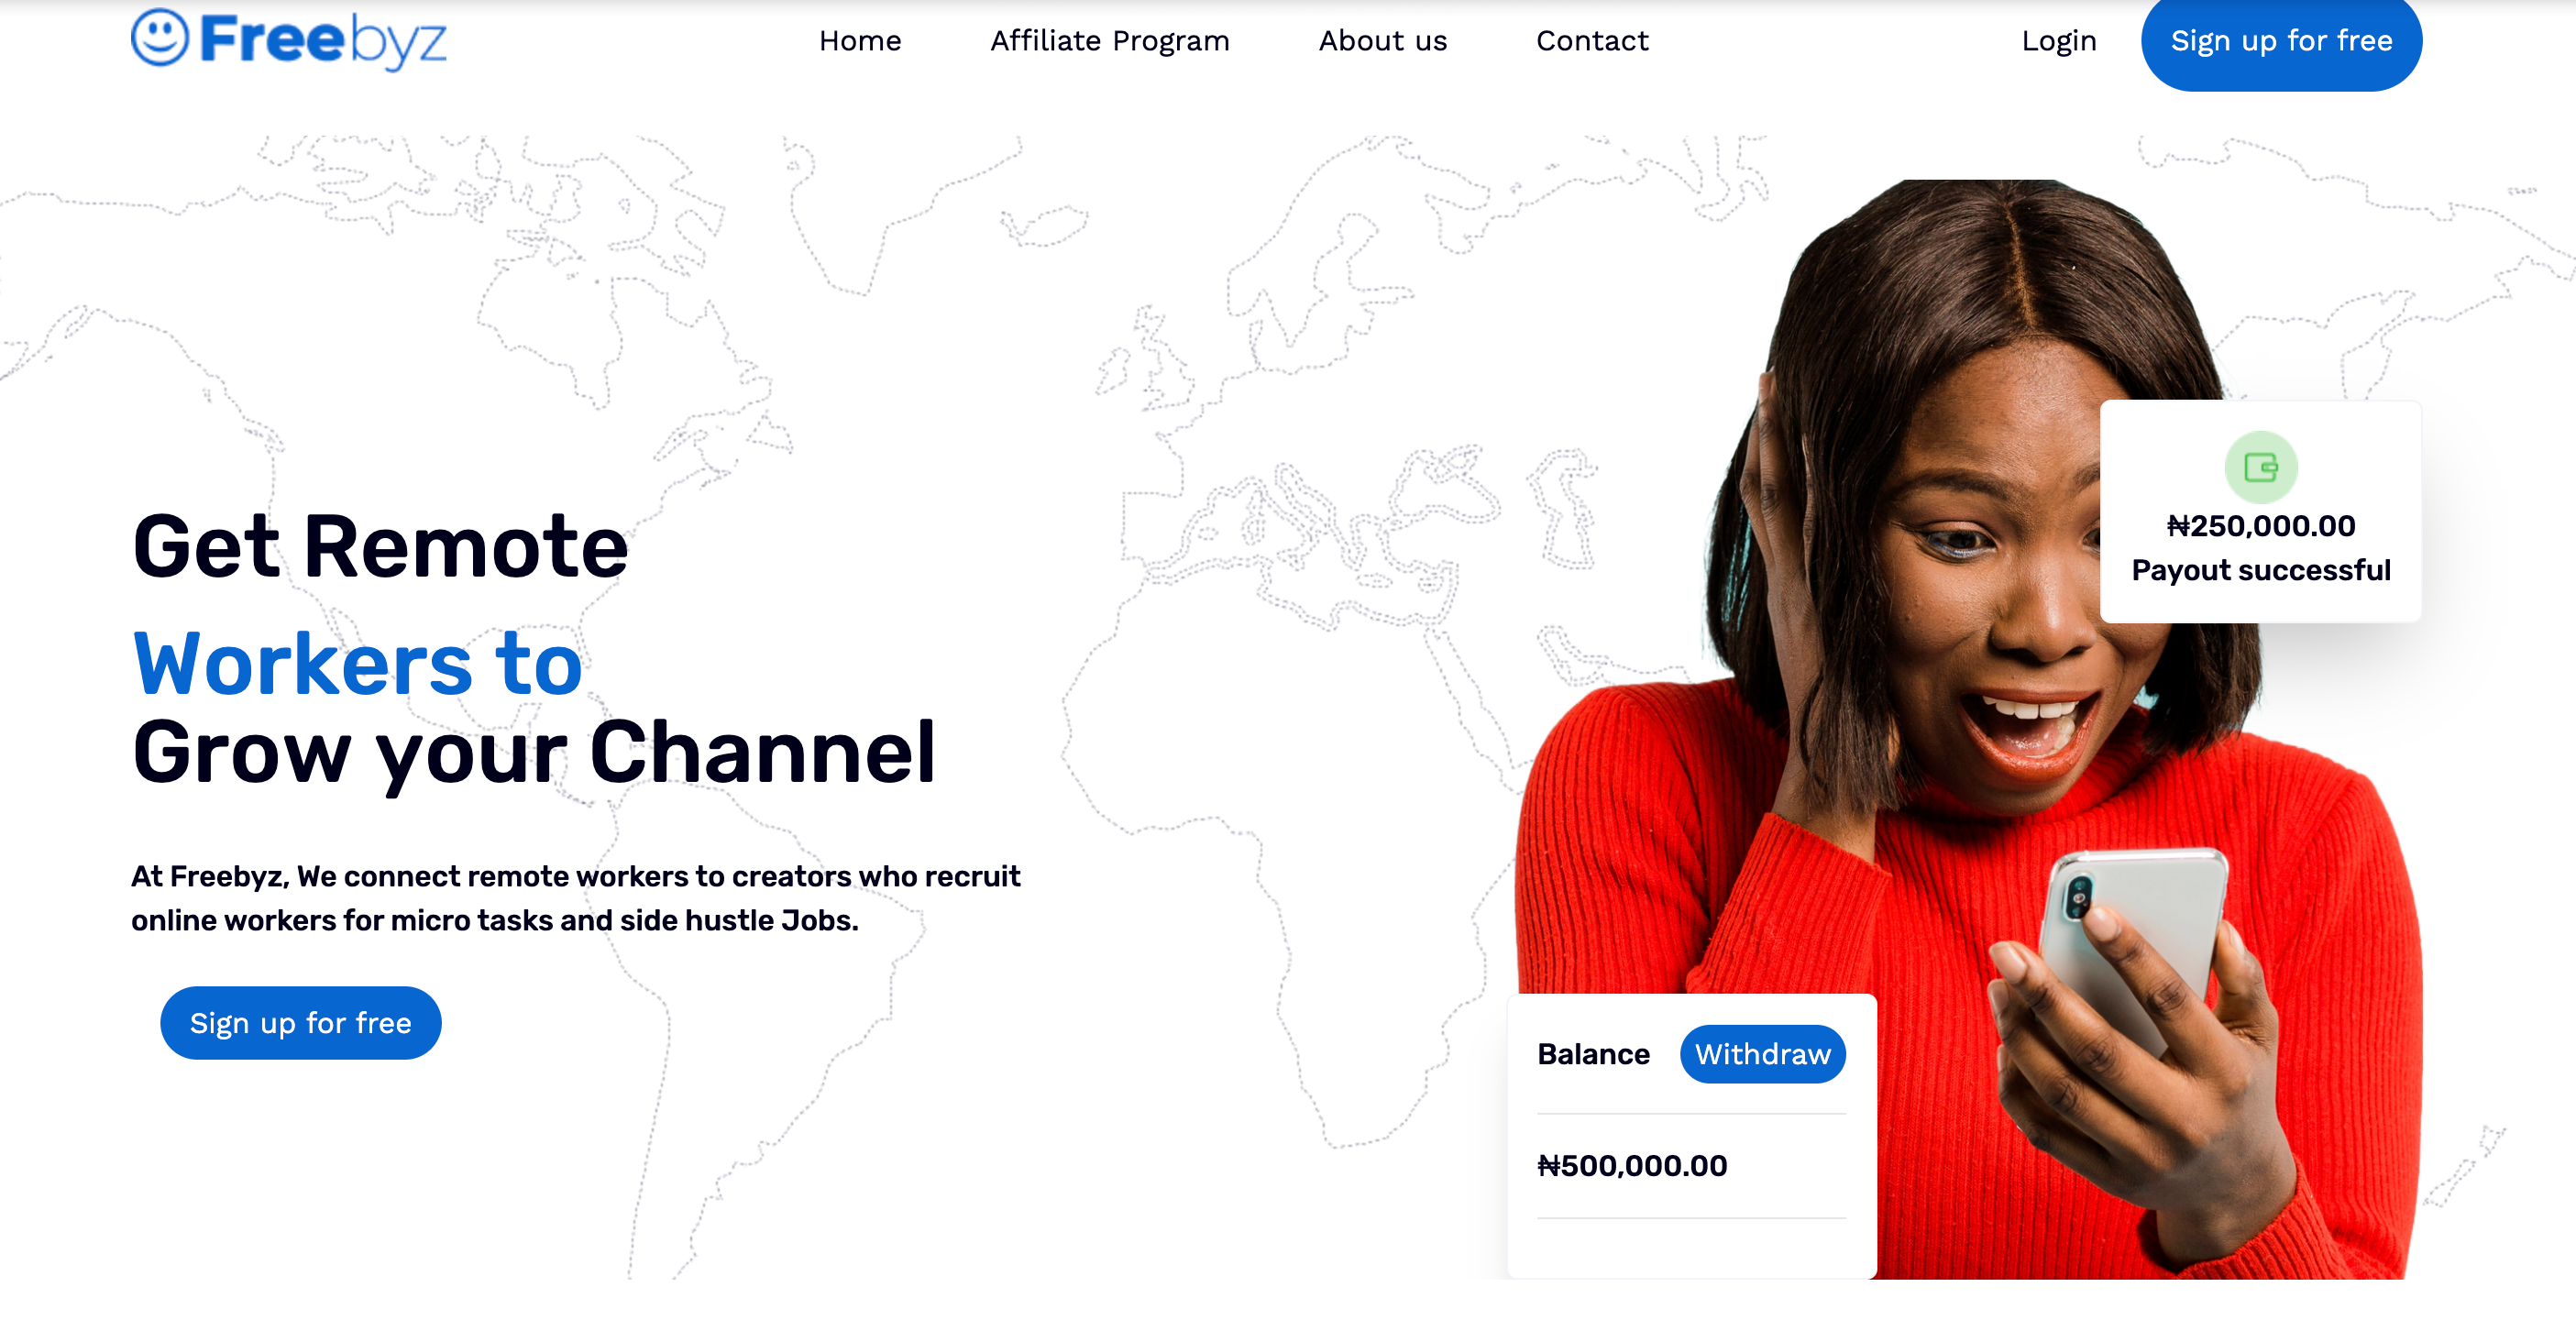 Freebyz
Home
Affiliate Program
About us
Contact
Login
Sign up for free
Get Remote
Workers to
Grow your Channel
At Freebyz, We connect remote workers to creators who recruit
online workers for micro tasks and side hustle Jobs.
Sign up for free
₦250,000.00
Payout successful
Balance
Withdraw
₦500,000.00